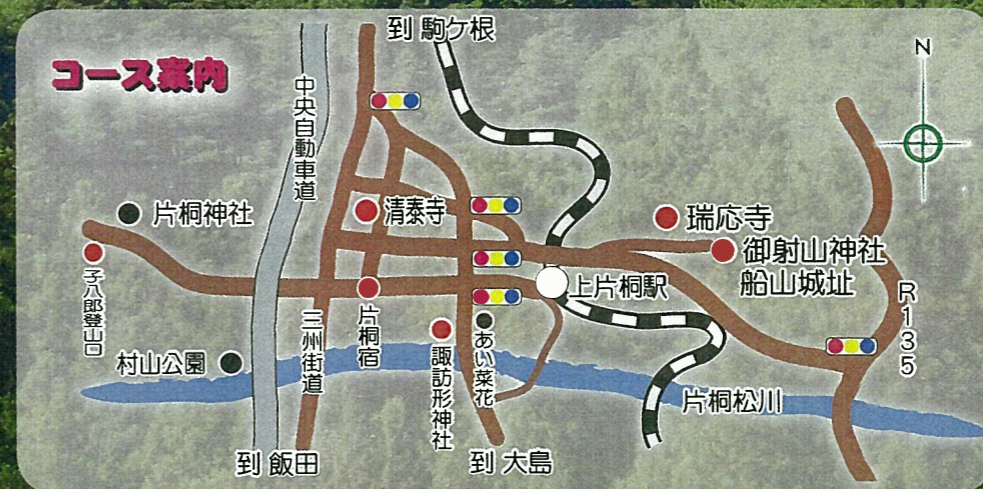 コース案内
到 駒ケ根
N
中央自動車道
片桐神社
清泰寺
瑞応寺
御射山神社
船山城址
子八郎登山口
上片桐駅
R135
三州街道
片桐宿
あい菜花
村山公園
諏訪形神社
片桐松川
到 飯田
到 大島